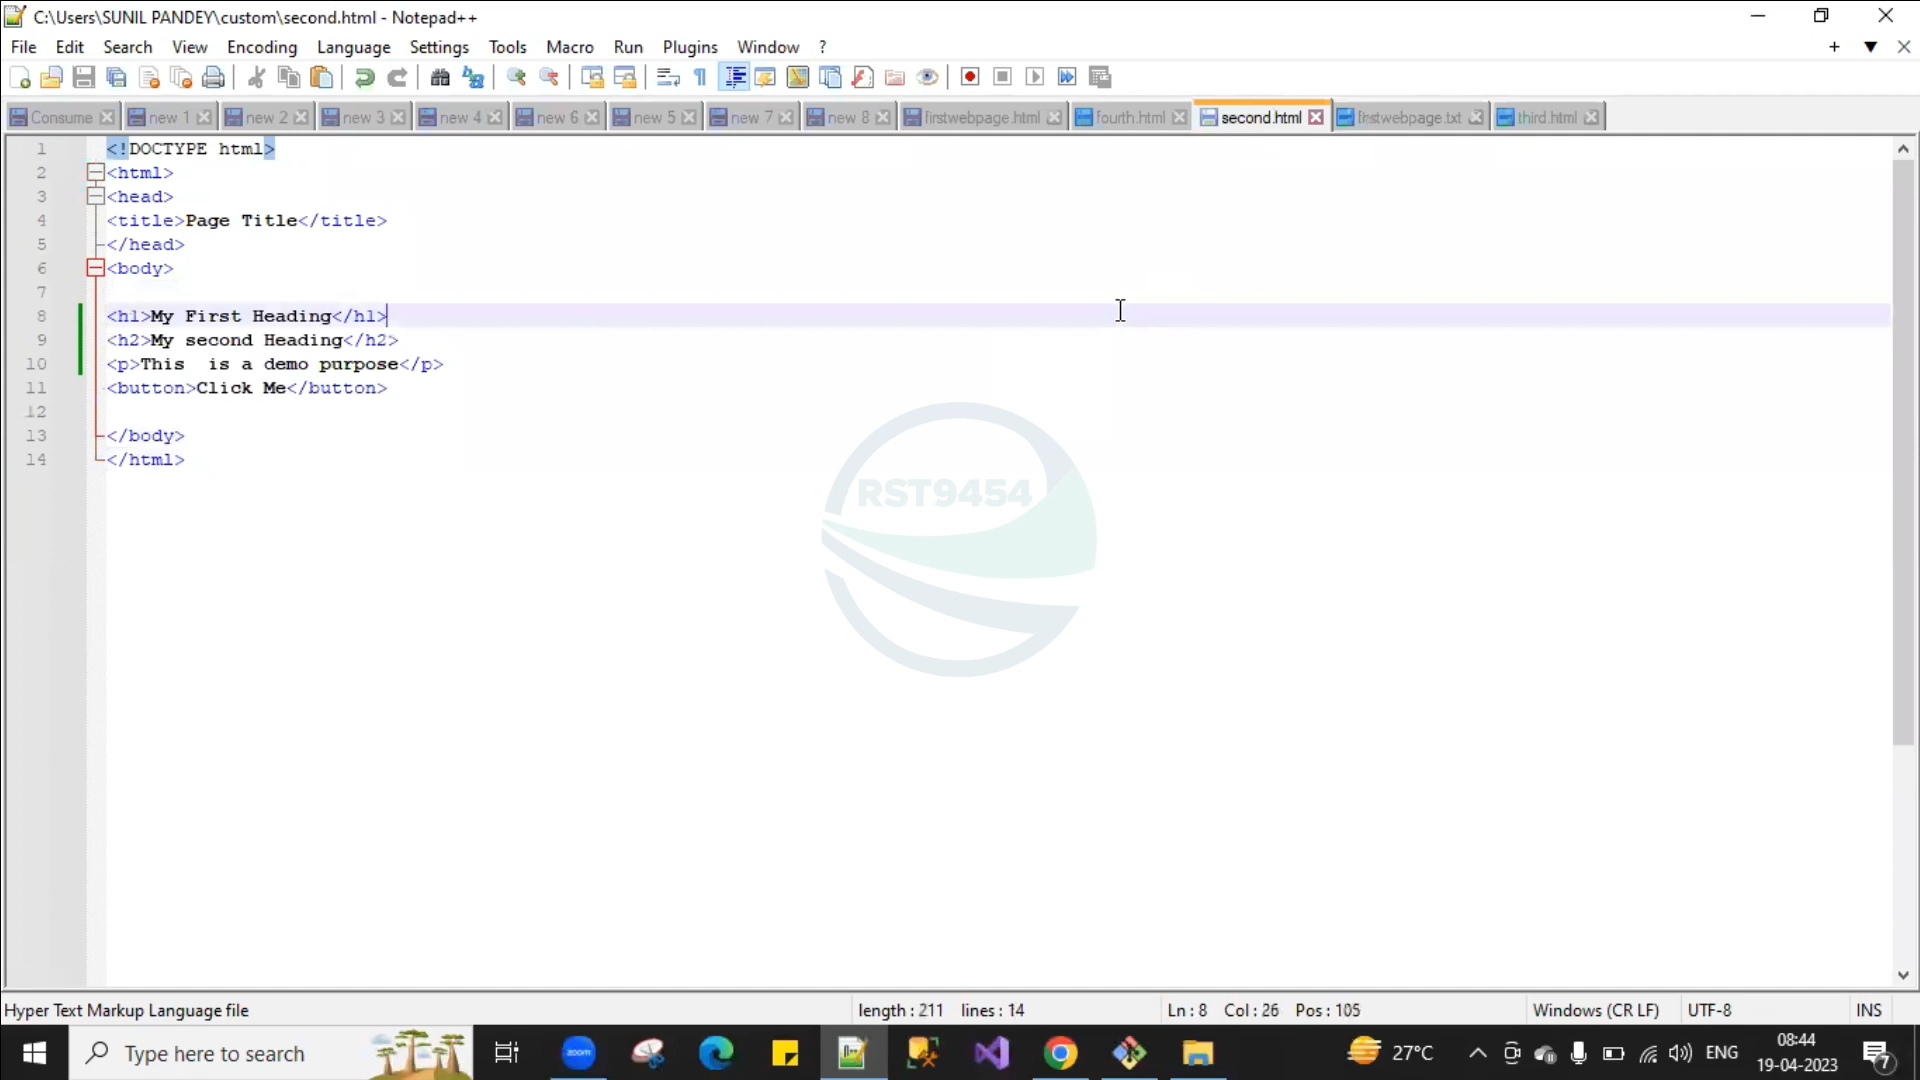 C:\Users\SUNIL PANDEY\custom\second.html - Notepad++
File Edit Search View Encoding Language Settings Tools Macro Run Plugins Window ?
Consume new 1 new 2 new 3 new 4 new 6 new 5 new 7 new 8 firstwebpage.html fourth.html second.html firstwebpage.txt third.html
1 <!DOCTYPE html>
2 <html>
3 <head>
4 <title>Page Title</title>
5 </head>
6 <body>
7
8 <h1>My First Heading</h1>
9 <h2>My second Heading</h2>
10 <p>This  is a demo purpose</p>
11 <button>Click Me</button>
12
13 </body>
14 </html>
RST9454
Hyper Text Markup Language file length : 211 lines : 14 Ln : 8 Col : 26 Pos : 105 Windows (CR LF) UTF-8 INS
Type here to search zoom 27°C ENG 08:44
19-04-2023 7